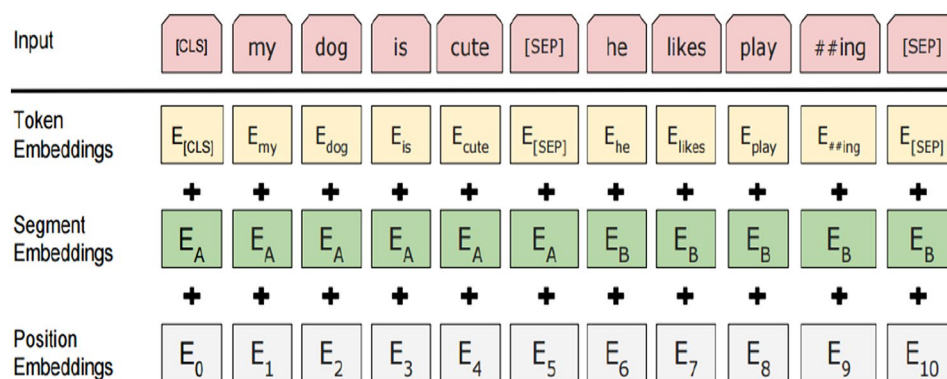 Input [CLS] my dog is cute [SEP] he likes play ##ing [SEP]
Token Embeddings E[CLS] Emy Edog Eis Ecute E[SEP] Ehe Elikes Eplay E##ing E[SEP]
+ + + + + + + + + + +
Segment Embeddings EA EA EA EA EA EA EB EB EB EB EB
+ + + + + + + + + + +
Position Embeddings E0 E1 E2 E3 E4 E5 E6 E7 E8 E9 E10